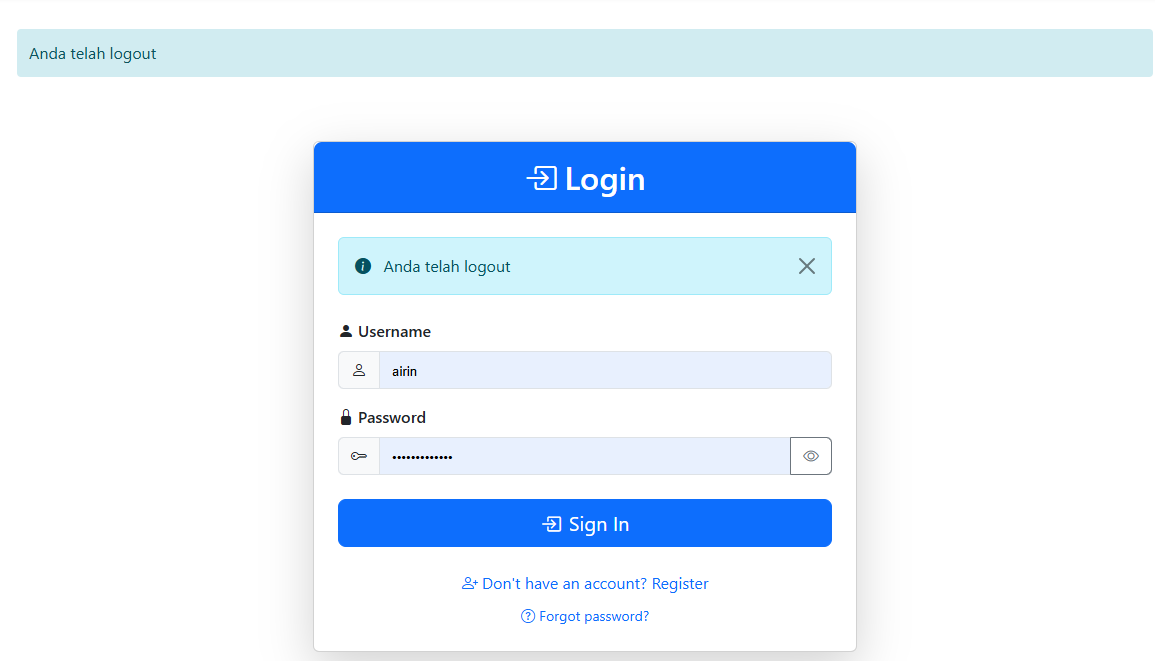 Anda telah logout
Login
Anda telah logout
Username
airin
Password
•••••••••••••
Sign In
Don't have an account? Register
Forgot password?